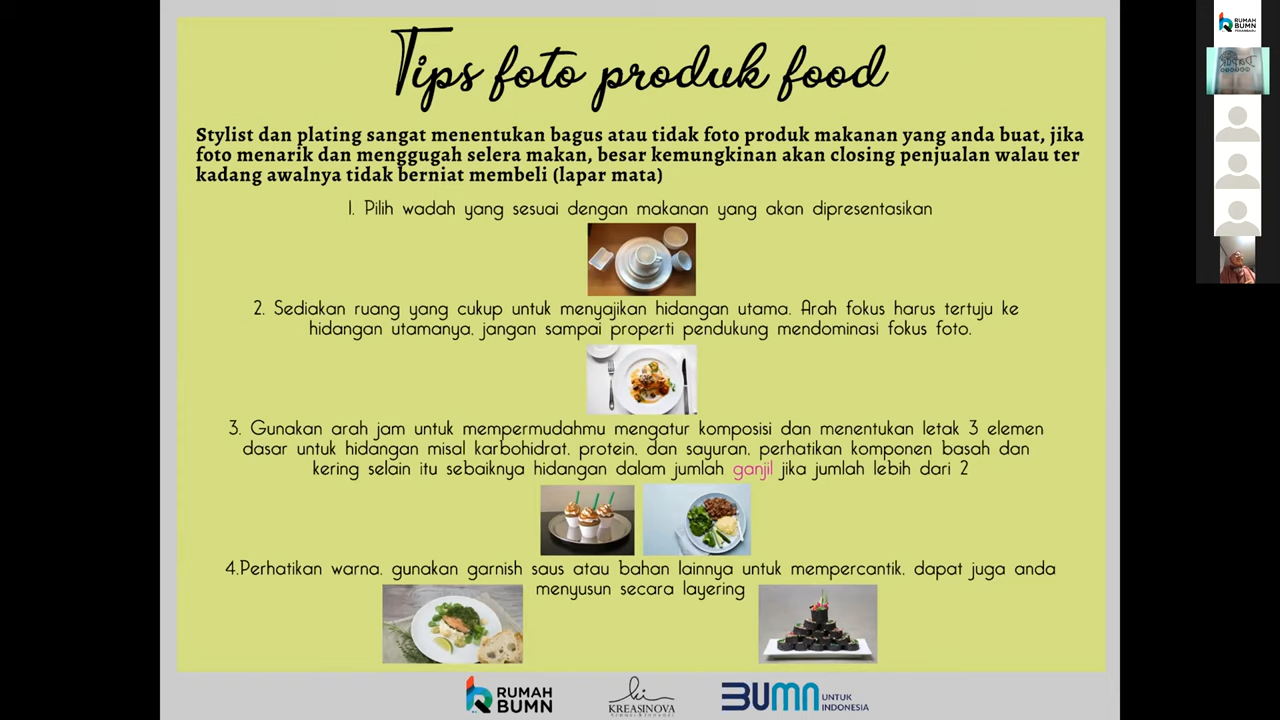 Tips foto produk food
Stylist dan plating sangat menentukan bagus atau tidak foto produk makanan yang anda buat, jika
foto menarik dan menggugah selera makan, besar kemungkinan akan closing penjualan walau ter
kadang awalnya tidak berniat membeli (lapar mata)
1. Pilih wadah yang sesuai dengan makanan yang akan dipresentasikan
2. Sediakan ruang yang cukup untuk menyajikan hidangan utama. Arah fokus harus tertuju ke
hidangan utamanya, jangan sampai properti pendukung mendominasi fokus foto.
3. Gunakan arah jam untuk mempermudahmu mengatur komposisi dan menentukan letak 3 elemen
dasar untuk hidangan misal karbohidrat, protein, dan sayuran, perhatikan komponen basah dan
kering selain itu sebaiknya hidangan dalam jumlah ganjil jika jumlah lebih dari 2
4.Perhatikan warna, gunakan garnish saus atau bahan lainnya untuk mempercantik, dapat juga anda
menyusun secara layering
RUMAH
BUMN
KREASINOVA
BUMN
UNTUK
INDONESIA
RUMAH
BUMN
PEKANBARU